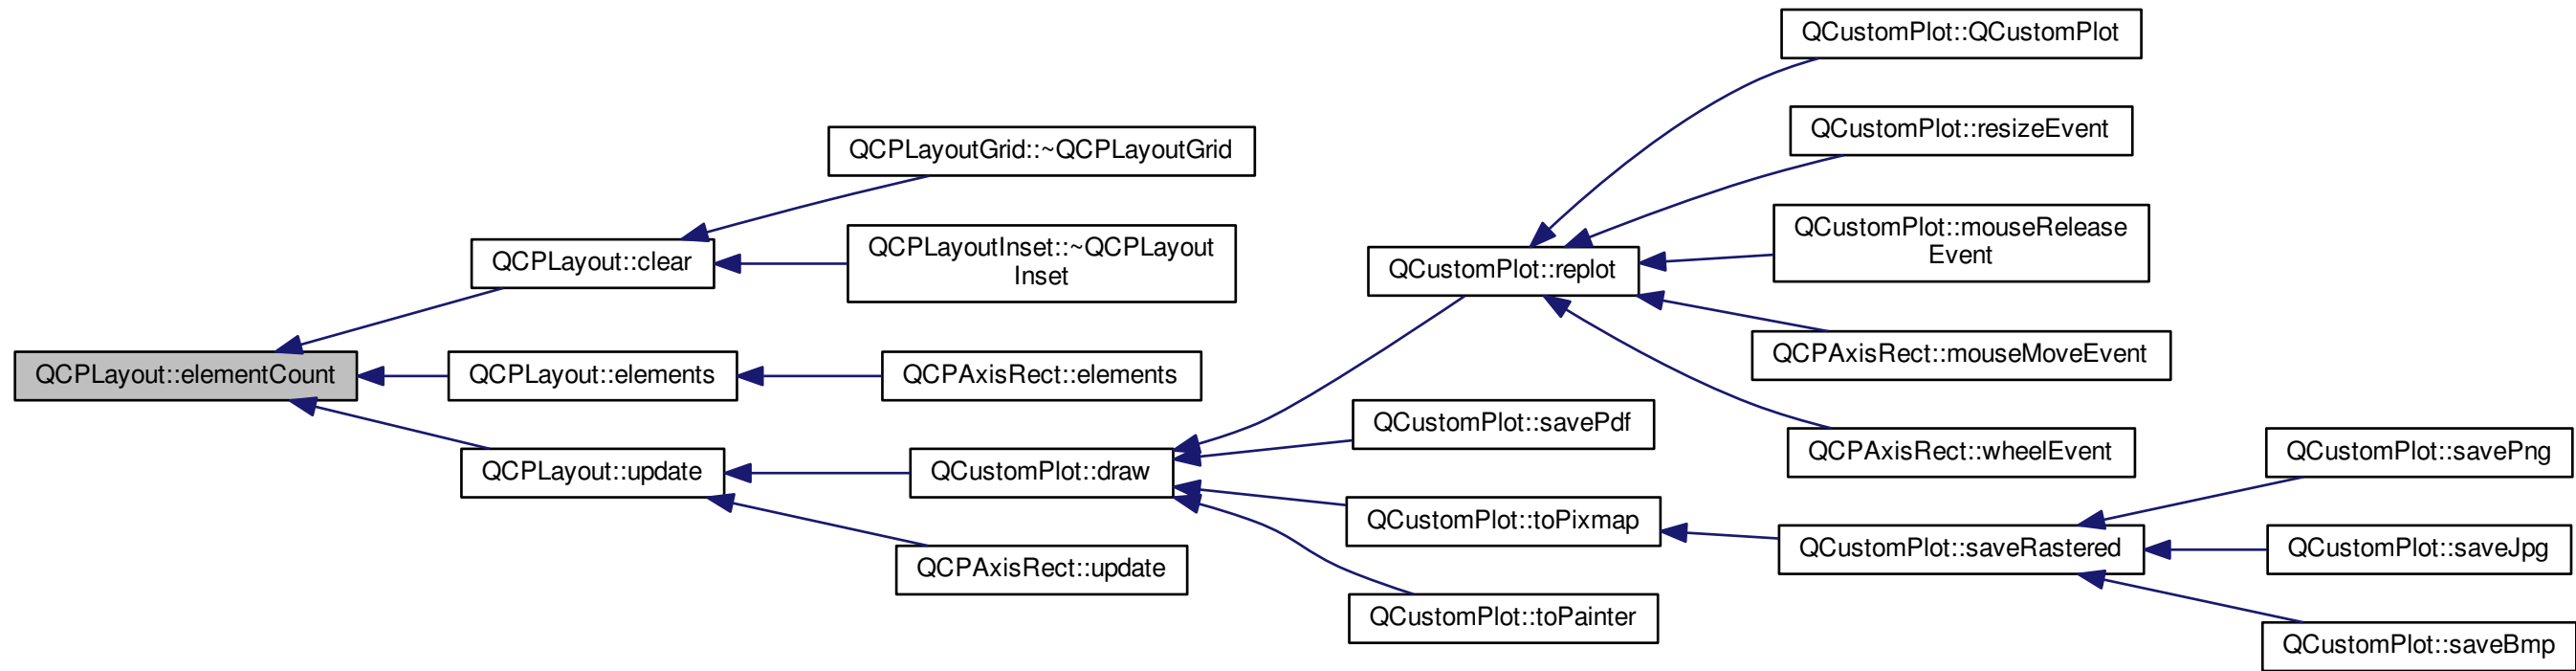 QCustomPlot::QCustomPlot
QCustomPlot::resizeEvent
QCPLayoutGrid::~QCPLayoutGrid
QCustomPlot::mouseRelease
Event
QCPLayoutInset::~QCPLayout
Inset
QCPLayout::clear
QCustomPlot::replot
QCPAxisRect::mouseMoveEvent
QCPLayout::elementCount
QCPLayout::elements
QCPAxisRect::elements
QCustomPlot::savePdf
QCPAxisRect::wheelEvent
QCustomPlot::savePng
QCPLayout::update
QCustomPlot::draw
QCustomPlot::toPixmap
QCustomPlot::saveRastered
QCustomPlot::saveJpg
QCPAxisRect::update
QCustomPlot::toPainter
QCustomPlot::saveBmp